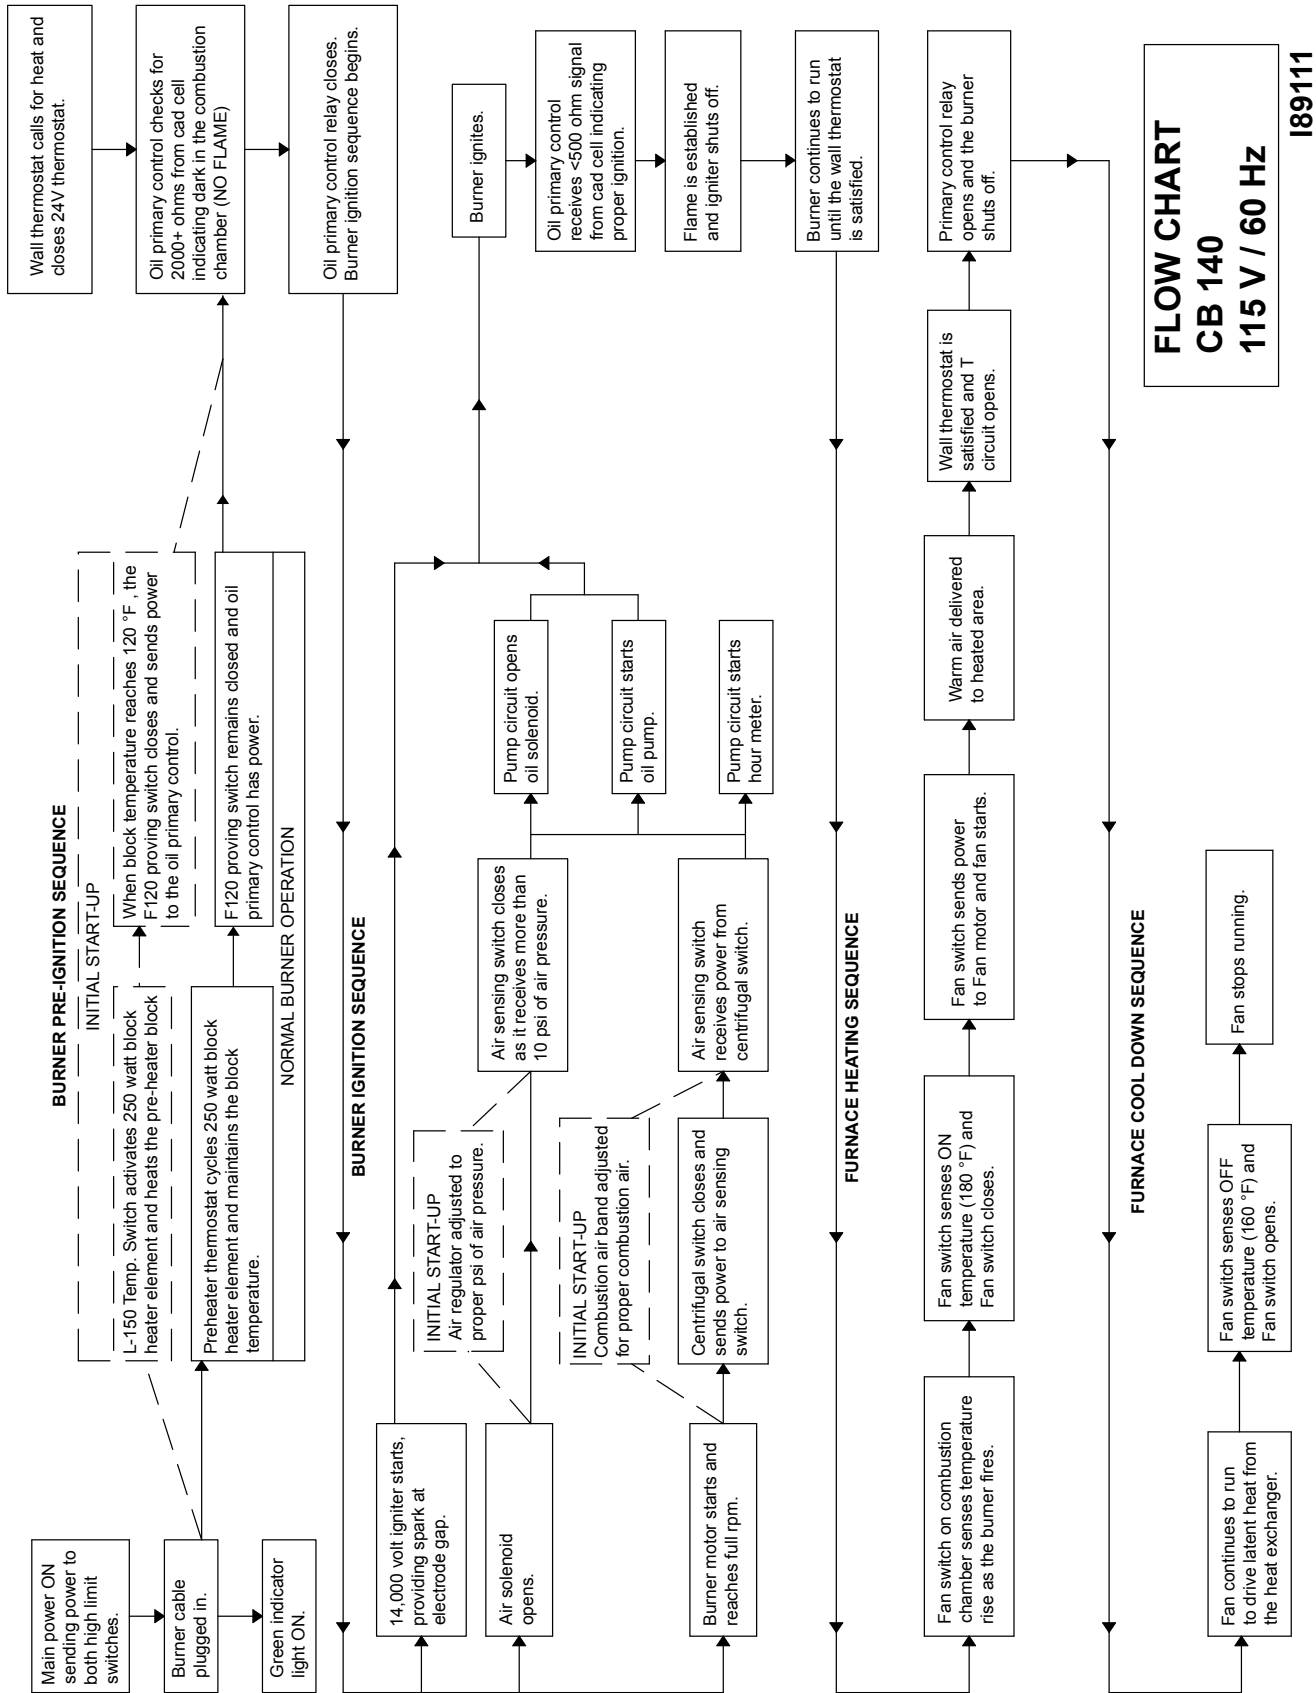 BURNER PRE-IGNITION SEQUENCE
Main power ON
sending power to
both high limit
switches.
Burner cable
plugged in.
Green indicator
light ON.
INITIAL START-UP
L-150 Temp. Switch activates 250 watt block
heater element and heats the pre-heater block
When block temperature reaches 120 °F , the
F120 proving switch closes and sends power
to the oil primary control.
Preheater thermostat cycles 250 watt block
heater element and maintains the block
temperature.
F120 proving switch remains closed and oil
primary control has power.
NORMAL BURNER OPERATION
Wall thermostat calls for heat and
closes 24V thermostat.
Oil primary control checks for
2000+ ohms from cad cell
indicating dark in the combustion
chamber (NO FLAME)
Oil primary control relay closes.
Burner ignition sequence begins.
BURNER IGNITION SEQUENCE
14,000 volt igniter starts,
providing spark at
electrode gap.
Air solenoid
opens.
INITIAL START-UP
Air regulator adjusted to
proper psi of air pressure.
Air sensing switch closes
as it receives more than
10 psi of air pressure.
Burner motor starts and
reaches full rpm.
INITIAL START-UP
Combustion air band adjusted
for proper combustion air.
Centrifugal switch closes and
sends power to air sensing
switch.
Air sensing switch
receives power from
centrifugal switch.
Pump circuit opens
oil solenoid.
Pump circuit starts
oil pump.
Pump circuit starts
hour meter.
Burner ignites.
Oil primary control
receives <500 ohm signal
from cad cell indicating
proper ignition.
Flame is established
and igniter shuts off.
Burner continues to run
until the wall thermostat
is satisfied.
FURNACE HEATING SEQUENCE
Fan switch on combustion
chamber senses temperature
rise as the burner fires.
Fan switch senses ON
temperature (180 °F) and
Fan switch closes.
Fan switch sends power
to Fan motor and fan starts.
Warm air delivered
to heated area.
Wall thermostat is
satisfied and T
circuit opens.
Primary control relay
opens and the burner
shuts off.
FURNACE COOL DOWN SEQUENCE
Fan continues to run
to drive latent heat from
the heat exchanger.
Fan switch senses OFF
temperature (160 °F) and
Fan switch opens.
Fan stops running.
FLOW CHART
CB 140
115 V / 60 Hz
I89111